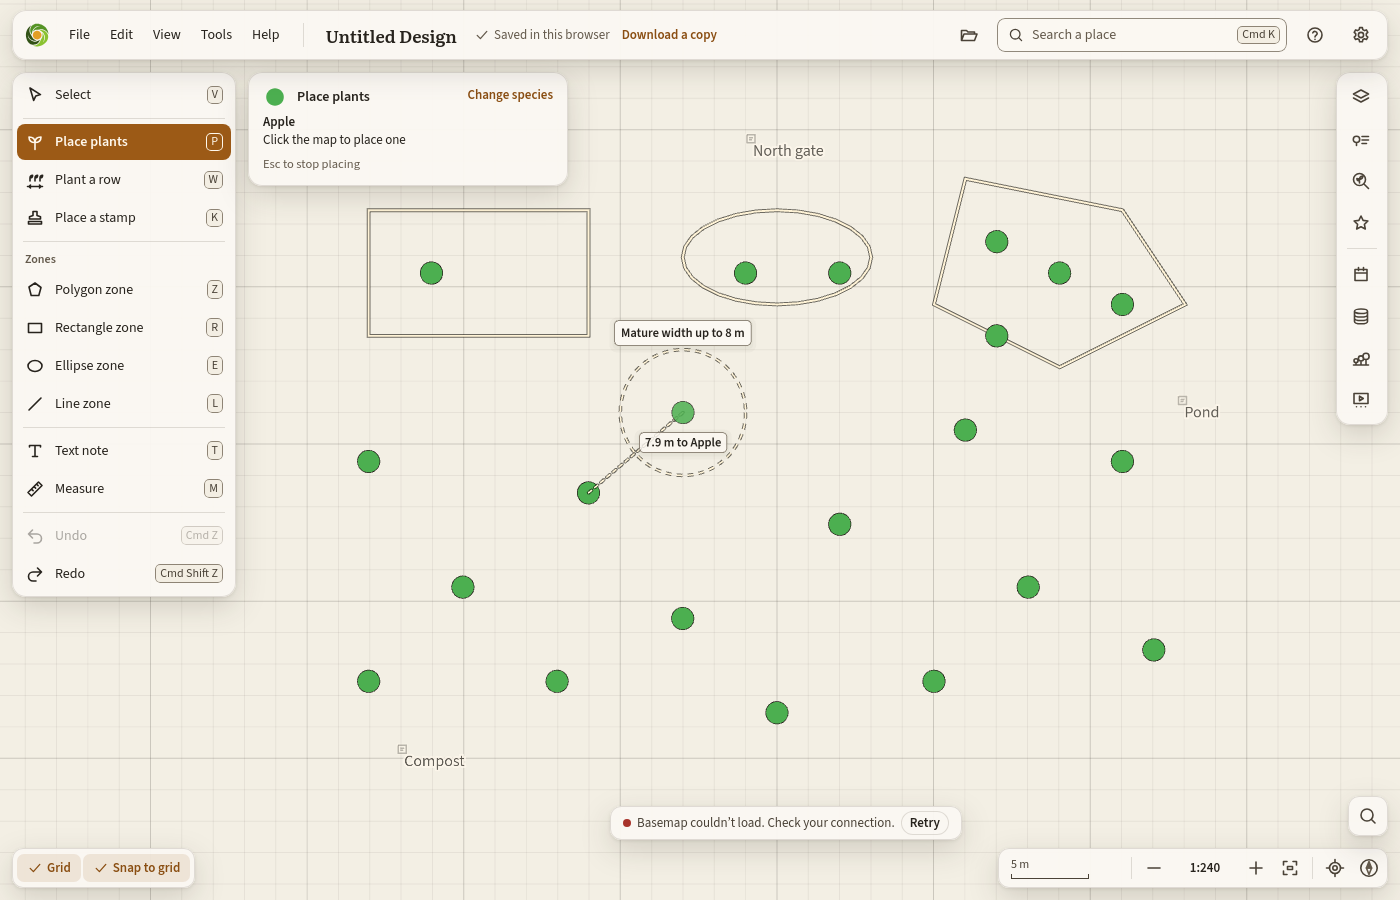 File Edit View Tools Help
Untitled Design
Saved in this browser
Download a copy
Search a place
Cmd K
Select V
Place plants P
Plant a row W
Place a stamp K
Zones
Polygon zone Z
Rectangle zone R
Ellipse zone E
Line zone L
Text note T
Measure M
Undo Cmd Z
Redo Cmd Shift Z
Place plants
Change species
Apple
Click the map to place one
Esc to stop placing
North gate
Mature width up to 8 m
7.9 m to Apple
Pond
Compost
Basemap couldn't load. Check your connection.
Retry
Grid
Snap to grid
5 m
1:240